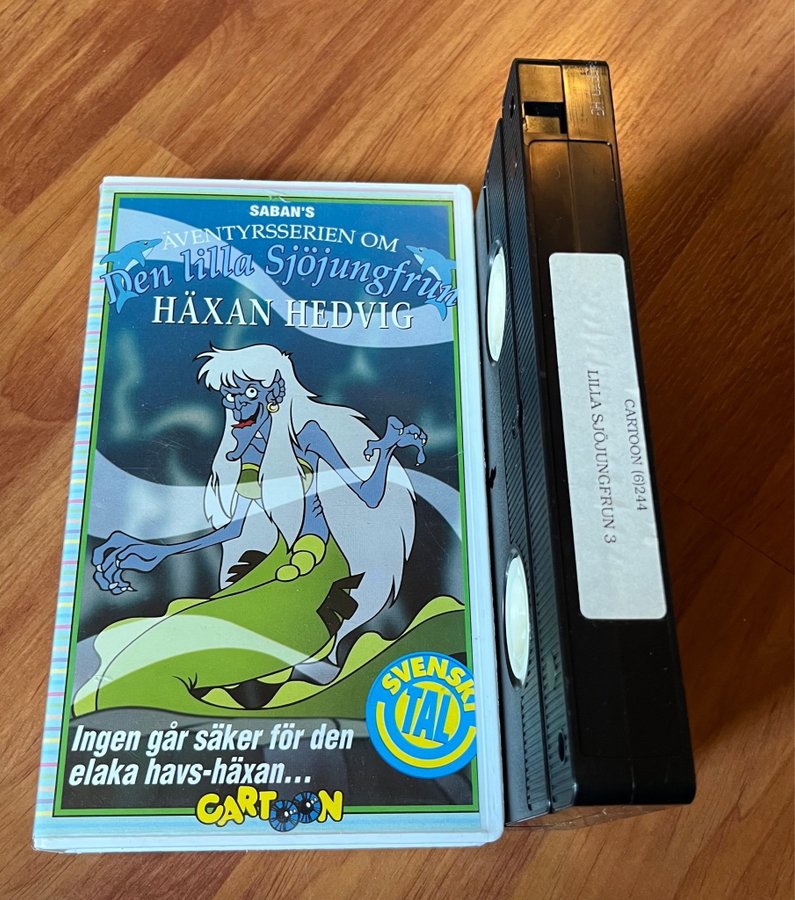 SABAN'S
ÄVENTYRSSERIEN OM
Den lilla Sjöjungfrun
HÄXAN HEDVIG
SVENSKT
TAL
Ingen går säker för den
elaka havs-häxan...
CARTOON
CARTOON (6)244
LILLA SJÖJUNGFRUN 3